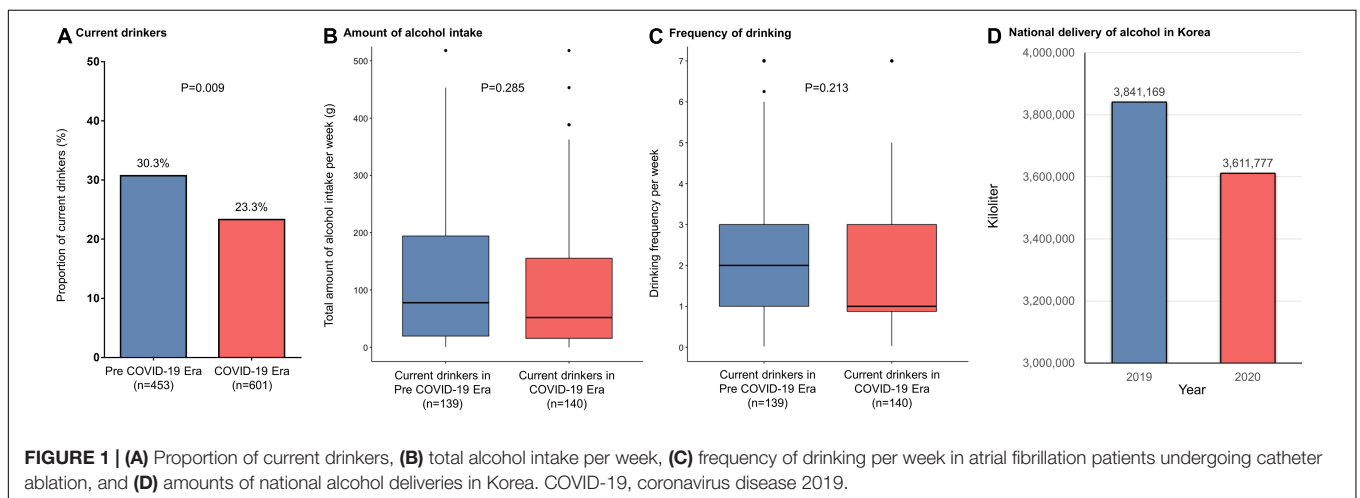 A Current drinkers
50
40
30
20
10
0
Proportion of current drinkers (%)
P=0.009
30.3%
23.3%
Pre COVID-19 Era
(n=453)
COVID-19 Era
(n=601)
B Amount of alcohol intake
500
400
300
200
100
0
Total amount of alcohol intake per week (g)
P=0.285
Current drinkers in
Pre COVID-19 Era
(n=139)
Current drinkers in
COVID-19 Era
(n=140)
C Frequency of drinking
7
6
5
4
3
2
1
0
Drinking frequency per week
P=0.213
Current drinkers in
Pre COVID-19 Era
(n=139)
Current drinkers in
COVID-19 Era
(n=140)
D National delivery of alcohol in Korea
4,000,000
3,800,000
3,600,000
3,400,000
3,200,000
3,000,000
Kiloliter
3,841,169
3,611,777
2019
2020
Year
FIGURE 1 | (A) Proportion of current drinkers, (B) total alcohol intake per week, (C) frequency of drinking per week in atrial fibrillation patients undergoing catheter
ablation, and (D) amounts of national alcohol deliveries in Korea. COVID-19, coronavirus disease 2019.